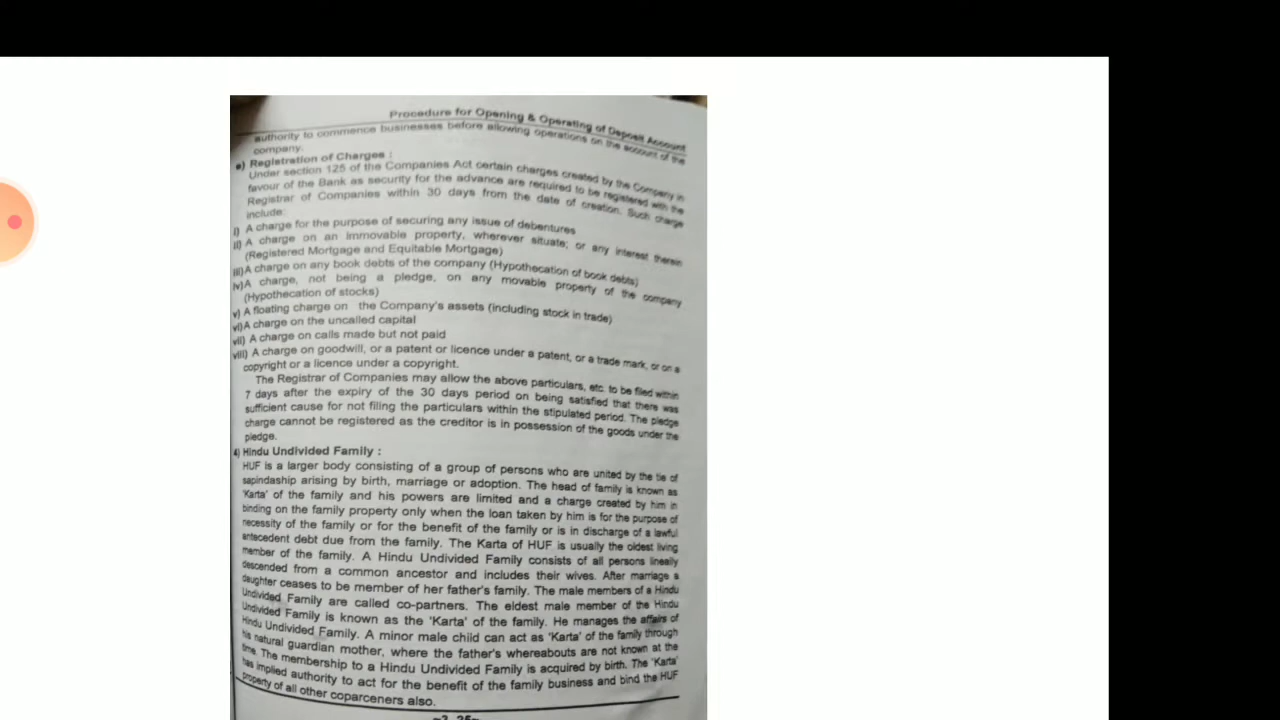 Procedure for Opening & Operating of Deposit Account
authority to commence businesses before allowing operations on the account of the
company.
e) Registration of Charges :
Under section 125 of the Companies Act certain charges created by the Company in
favour of the Bank as security for the advance are required to be registered with the
Registrar of Companies within 30 days from the date of creation. Such charge
include:
i) A charge for the purpose of securing any issue of debentures
ii) A charge on an immovable property, wherever situate; or any interest therein
(Registered Mortgage and Equitable Mortgage)
iii) A charge on any book debts of the company (Hypothecation of book debts)
iv) A charge, not being a pledge, on any movable property of the company
(Hypothecation of stocks)
v) A floating charge on the Company's assets (including stock in trade)
vi) A charge on the uncalled capital
vii) A charge on calls made but not paid
viii) A charge on goodwill, or a patent or licence under a patent, or a trade mark, or on a
copyright or a licence under a copyright.
The Registrar of Companies may allow the above particulars, etc. to be filed within
7 days after the expiry of the 30 days period on being satisfied that there was
sufficient cause for not filing the particulars within the stipulated period. The pledge
charge cannot be registered as the creditor is in possession of the goods under the
pledge.
4) Hindu Undivided Family :
HUF is a larger body consisting of a group of persons who are united by the tie of
sapindaship arising by birth, marriage or adoption. The head of family is known as
'Karta' of the family and his powers are limited and a charge created by him in
binding on the family property only when the loan taken by him is for the purpose of
necessity of the family or for the benefit of the family or is in discharge of a lawful
antecedent debt due from the family. The Karta of HUF is usually the oldest living
member of the family. A Hindu Undivided Family consists of all persons lineally
descended from a common ancestor and includes their wives. After marriage a
daughter ceases to be member of her father's family. The male members of a Hindu
Undivided Family are called co-partners. The eldest male member of the Hindu
Undivided Family is known as the 'Karta' of the family. He manages the affairs of
Hindu Undivided Family. A minor male child can act as 'Karta' of the family through
his natural guardian mother, where the father's whereabouts are not known at the
time. The membership to a Hindu Undivided Family is acquired by birth. The 'Karta'
has implied authority to act for the benefit of the family business and bind the HUF
property of all other coparceners also.